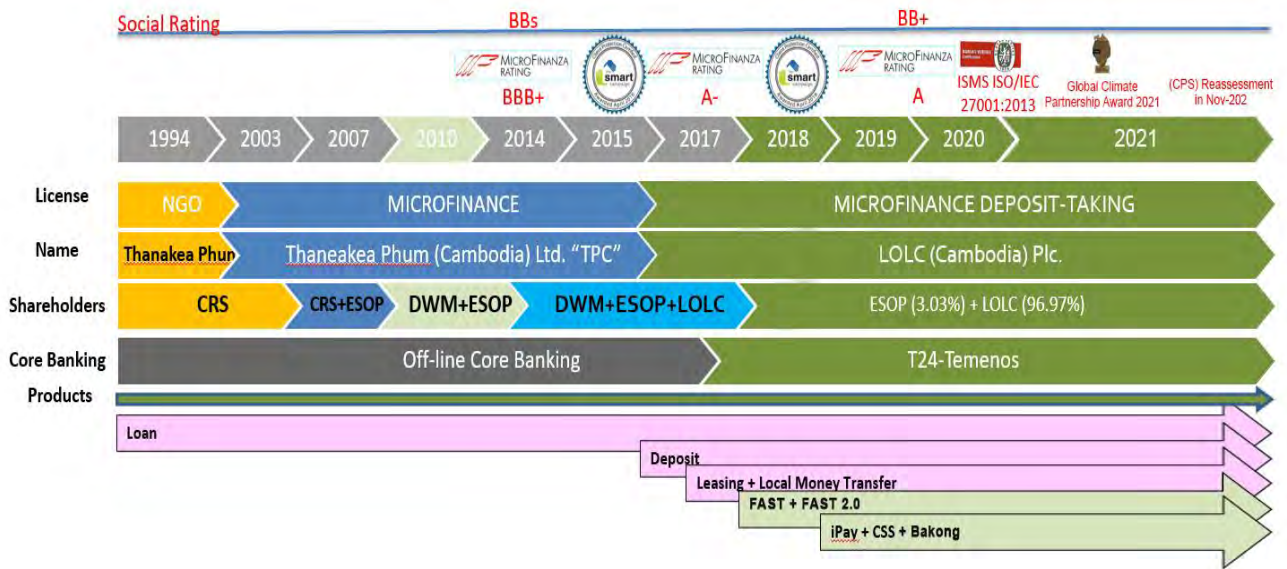 Social Rating
BBs
BB+
MICROFINANZA
RATING
BBB+
smart
MICROFINANZA
RATING
A-
smart
MICROFINANZA
RATING
A
ISMS ISO/IEC
27001:2013
Global Climate
Partnership Award 2021
(CPS) Reassessment
in Nov-202
1994
2003
2007
2010
2014
2015
2017
2018
2019
2020
2021
License
NGO
MICROFINANCE
MICROFINANCE DEPOSIT-TAKING
Name
Thanakea Phun
Thaneakea Phum (Cambodia) Ltd. “TPC”
LOLC (Cambodia) Plc.
Shareholders
CRS
CRS+ESOP
DWM+ESOP
DWM+ESOP+LOLC
ESOP (3.03%) + LOLC (96.97%)
Core Banking
Off-line Core Banking
T24-Temenos
Products
Loan
Deposit
Leasing + Local Money Transfer
FAST + FAST 2.0
iPay + CSS + Bakong